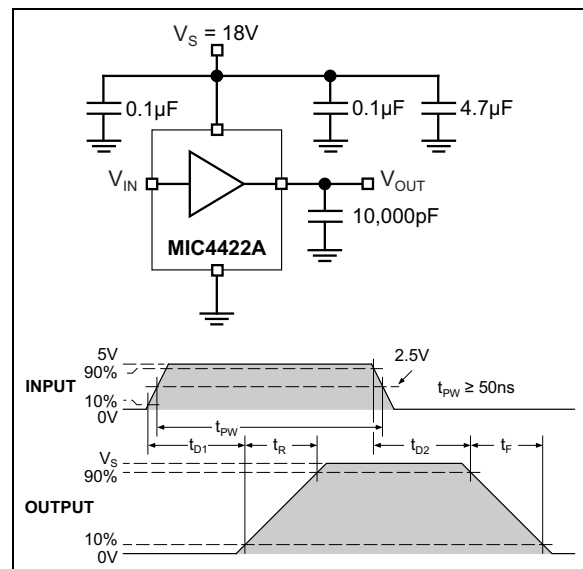 V_S = 18V
0.1µF
0.1µF
4.7µF
V_IN
V_OUT
10,000pF
MIC4422A
5V
90%
2.5V
INPUT
t_PW ≥ 50ns
10%
0V
t_PW
t_D1
t_R
t_D2
t_F
V_S
90%
OUTPUT
10%
0V